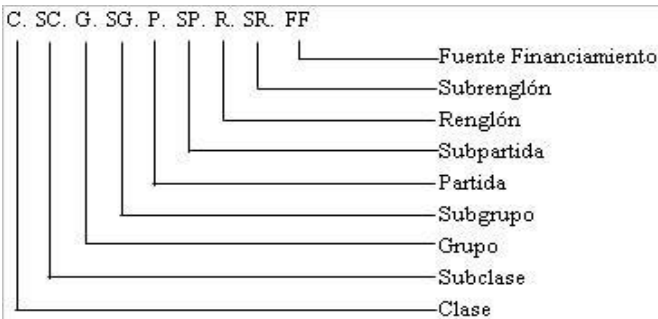 C. SC. G. SG. P. SP. R. SR. FF
Fuente Financiamiento
Subrenglón
Renglón
Subpartida
Partida
Subgrupo
Grupo
Subclase
Clase